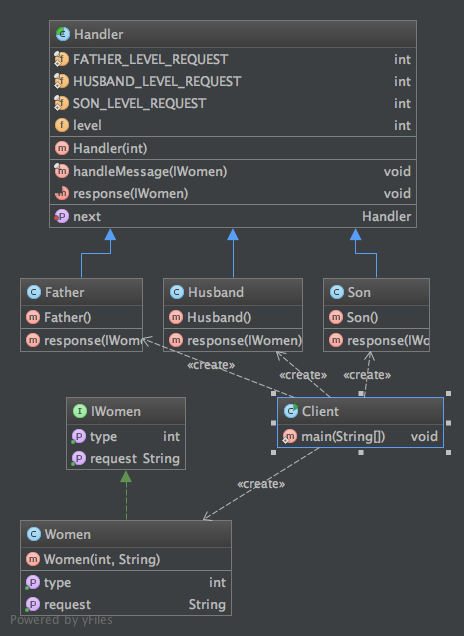 Handler
FATHER_LEVEL_REQUEST int
HUSBAND_LEVEL_REQUEST int
SON_LEVEL_REQUEST int
level int
Handler(int)
handleMessage(IWomen) void
response(IWomen) void
next Handler
Father
Father()
response(IWom
Husband
Husband()
response(IWomen)
Son
Son()
response(IWo
«create»
«create»
«create»
IWomen
type int
request String
Client
main(String[]) void
«create»
Women
Women(int, String)
type int
request String
Powered by yFiles